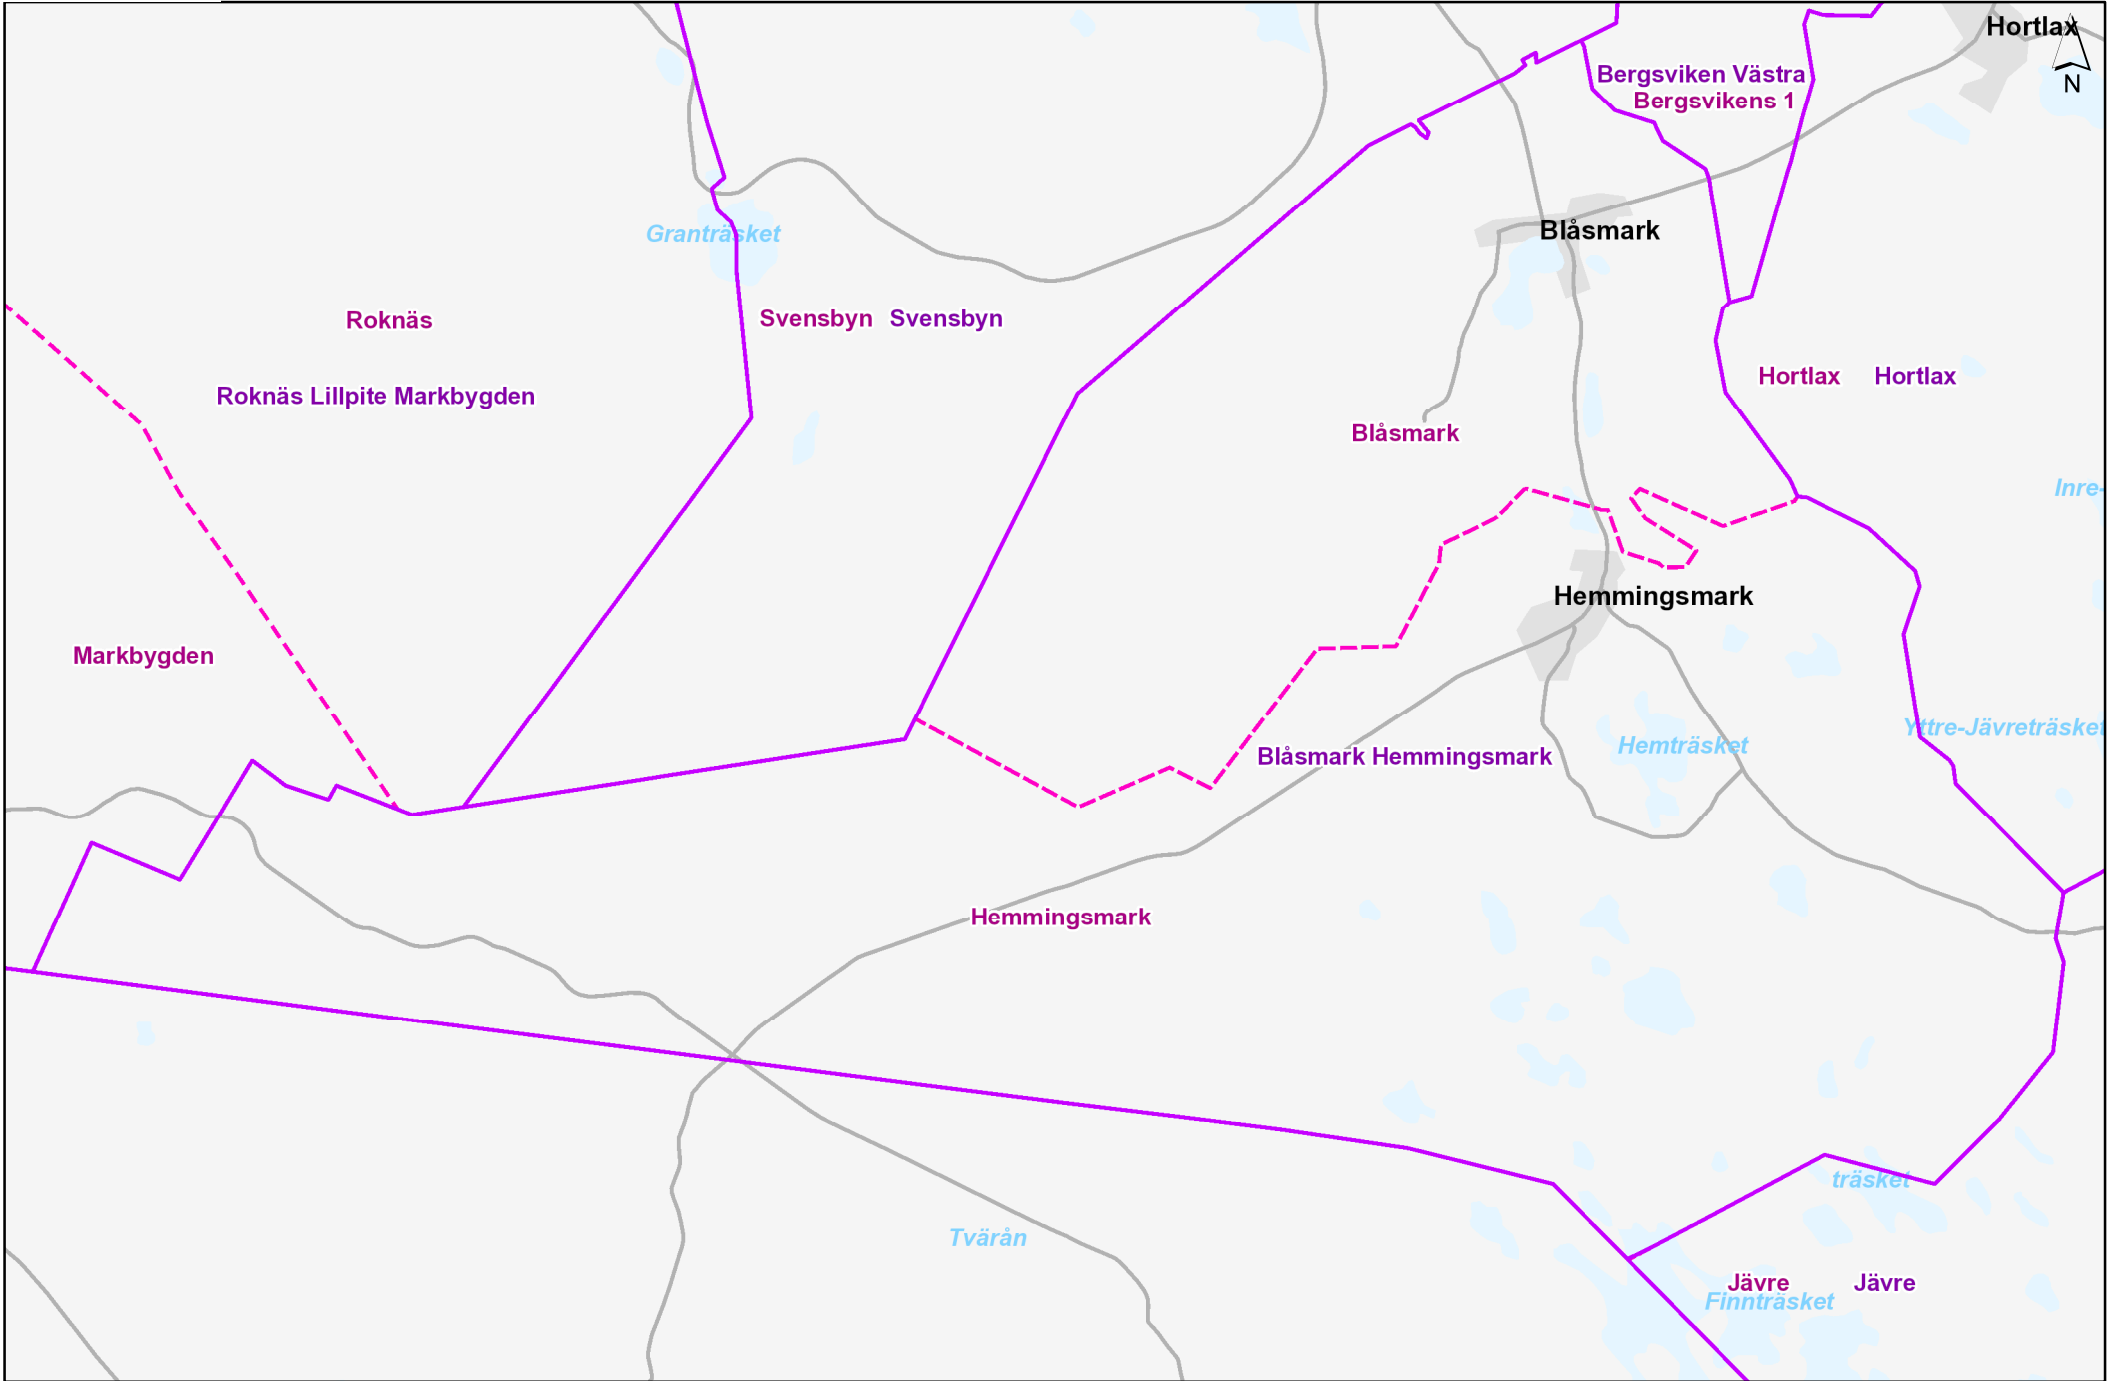 Hortlax
N
Bergsviken Västra
Bergsvikens 1
Blåsmark
Granträsket
Roknäs
Svensbyn Svensbyn
Hortlax Hortlax
Roknäs Lillpite Markbygden
Blåsmark
Inre-
Hemmingsmark
Markbygden
Yttre-Jävreträsket
Hemträsket
Blåsmark Hemmingsmark
Hemmingsmark
träsket
Tvärån
Jävre Jävre
Finnträsket